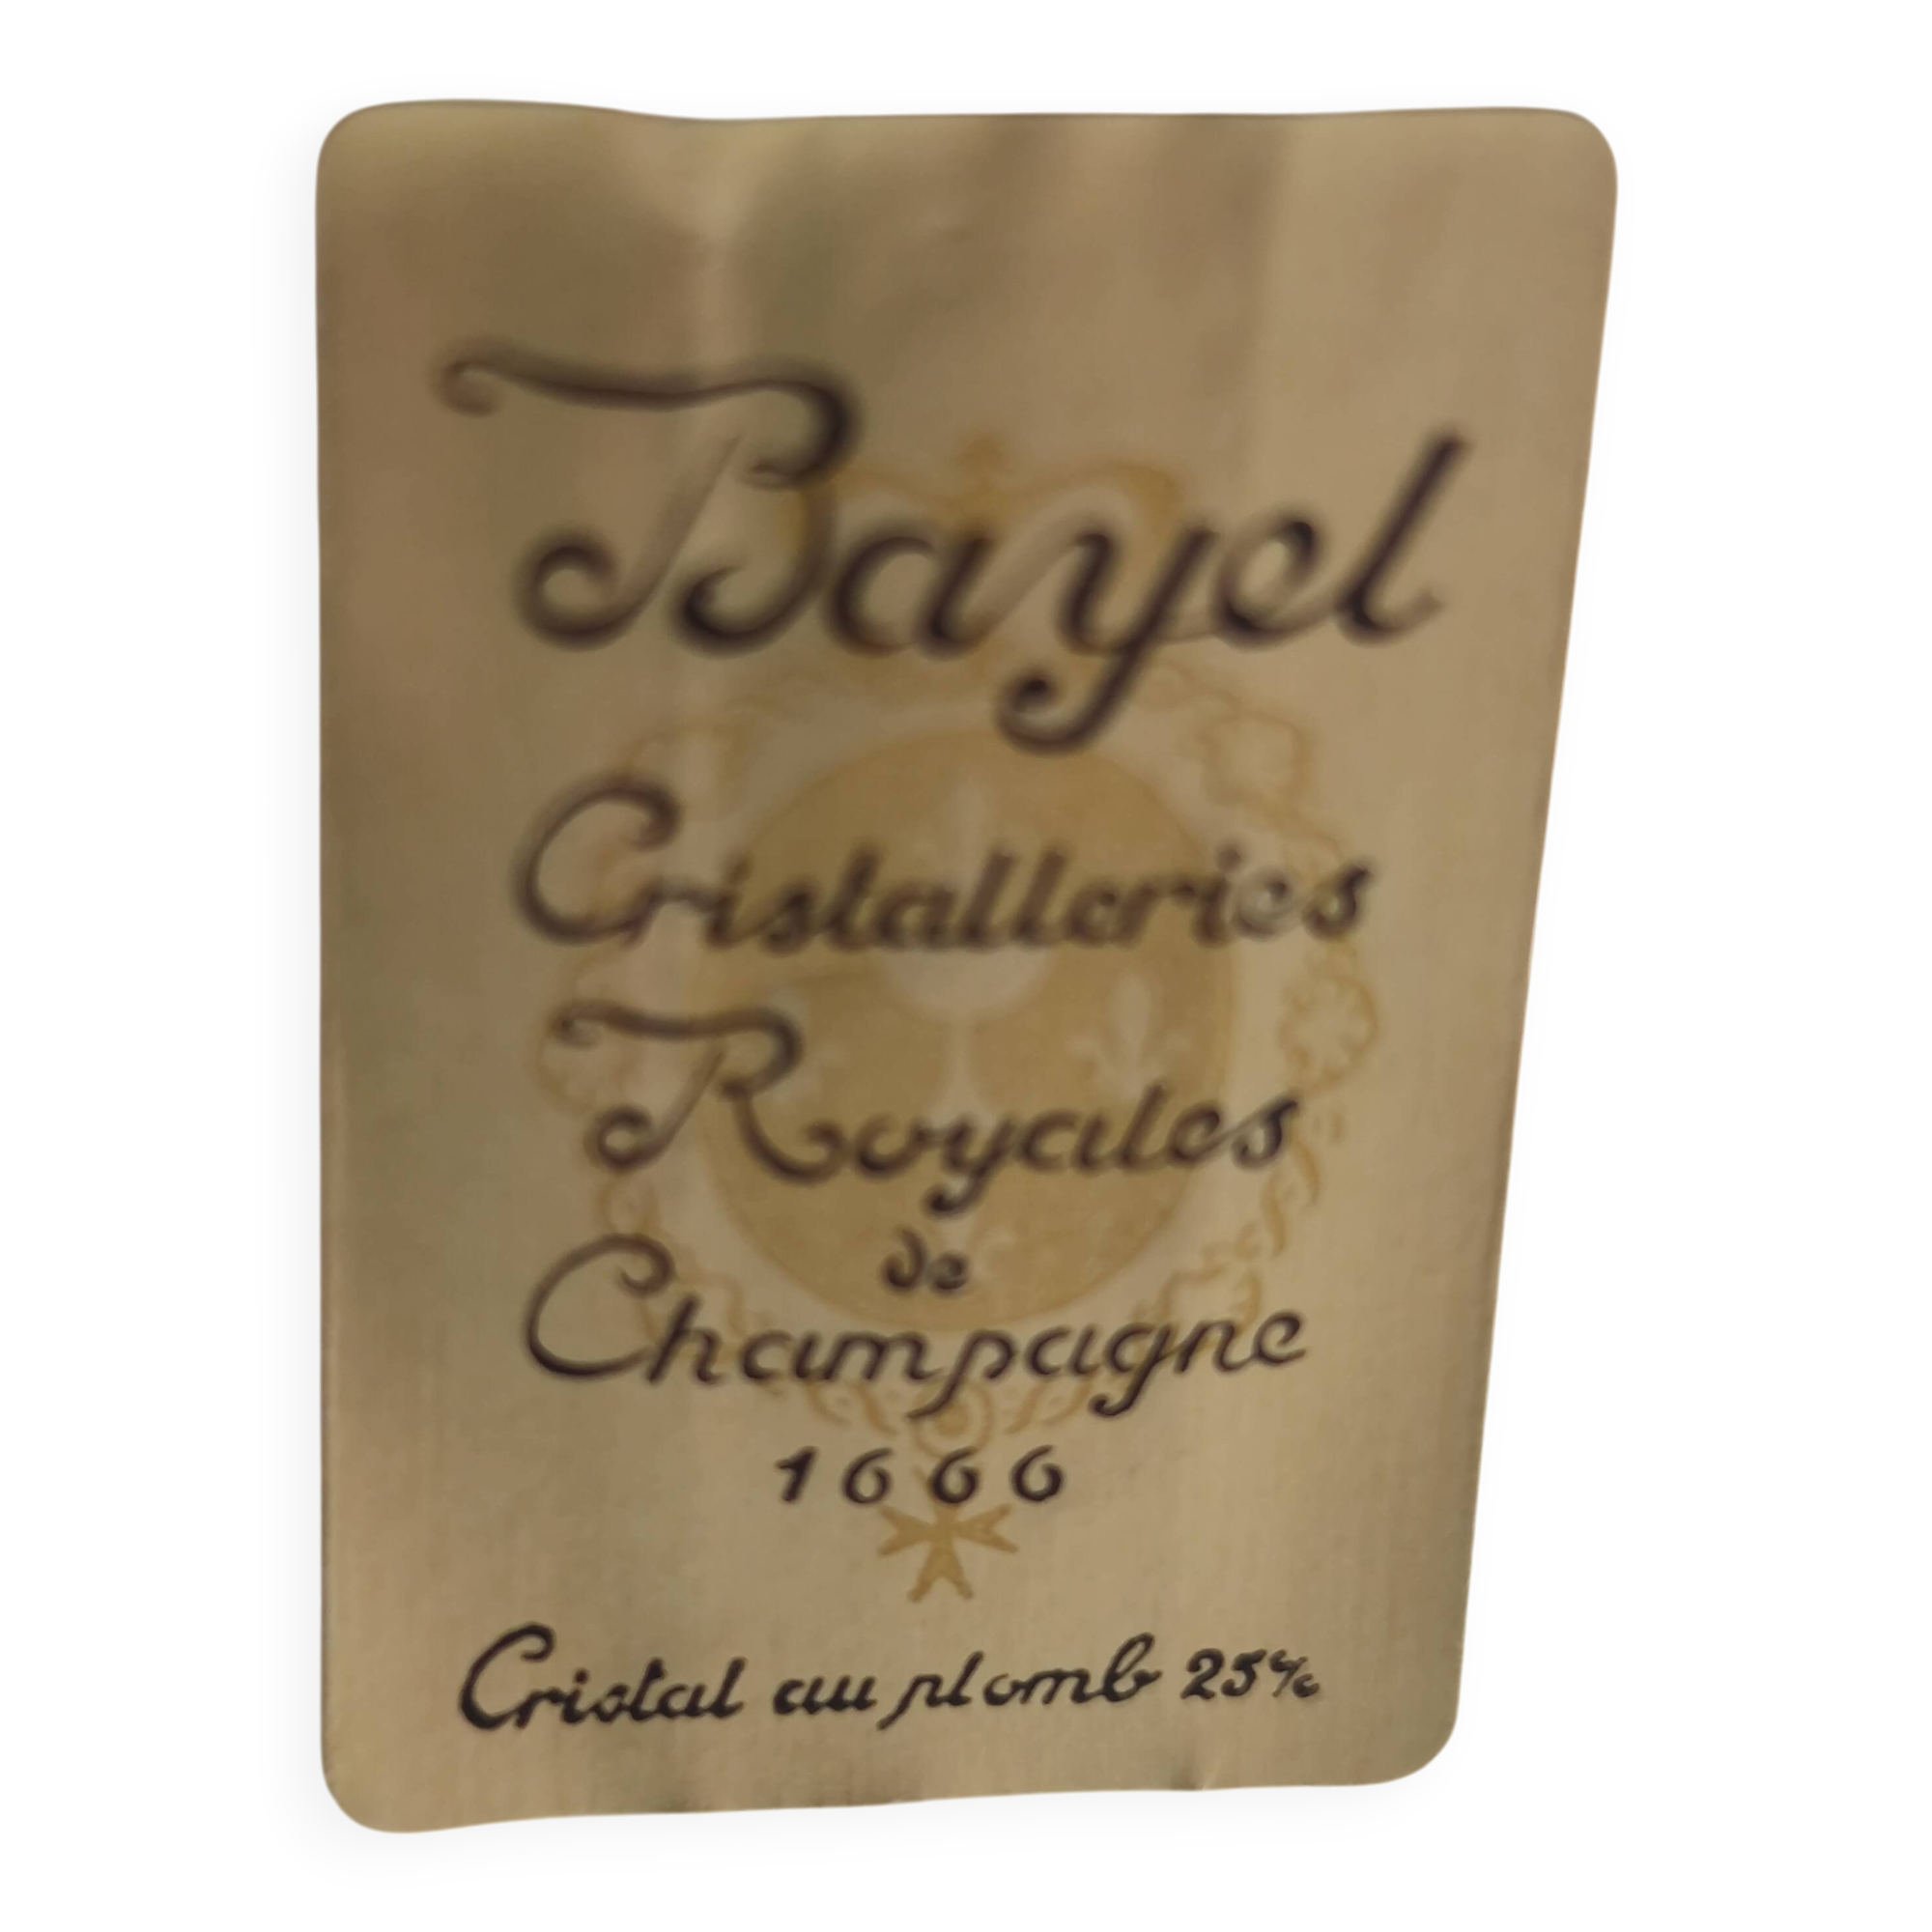 Bayel
Cristalleries
Royales
de
Champagne
1666
Cristal au plomb 25%